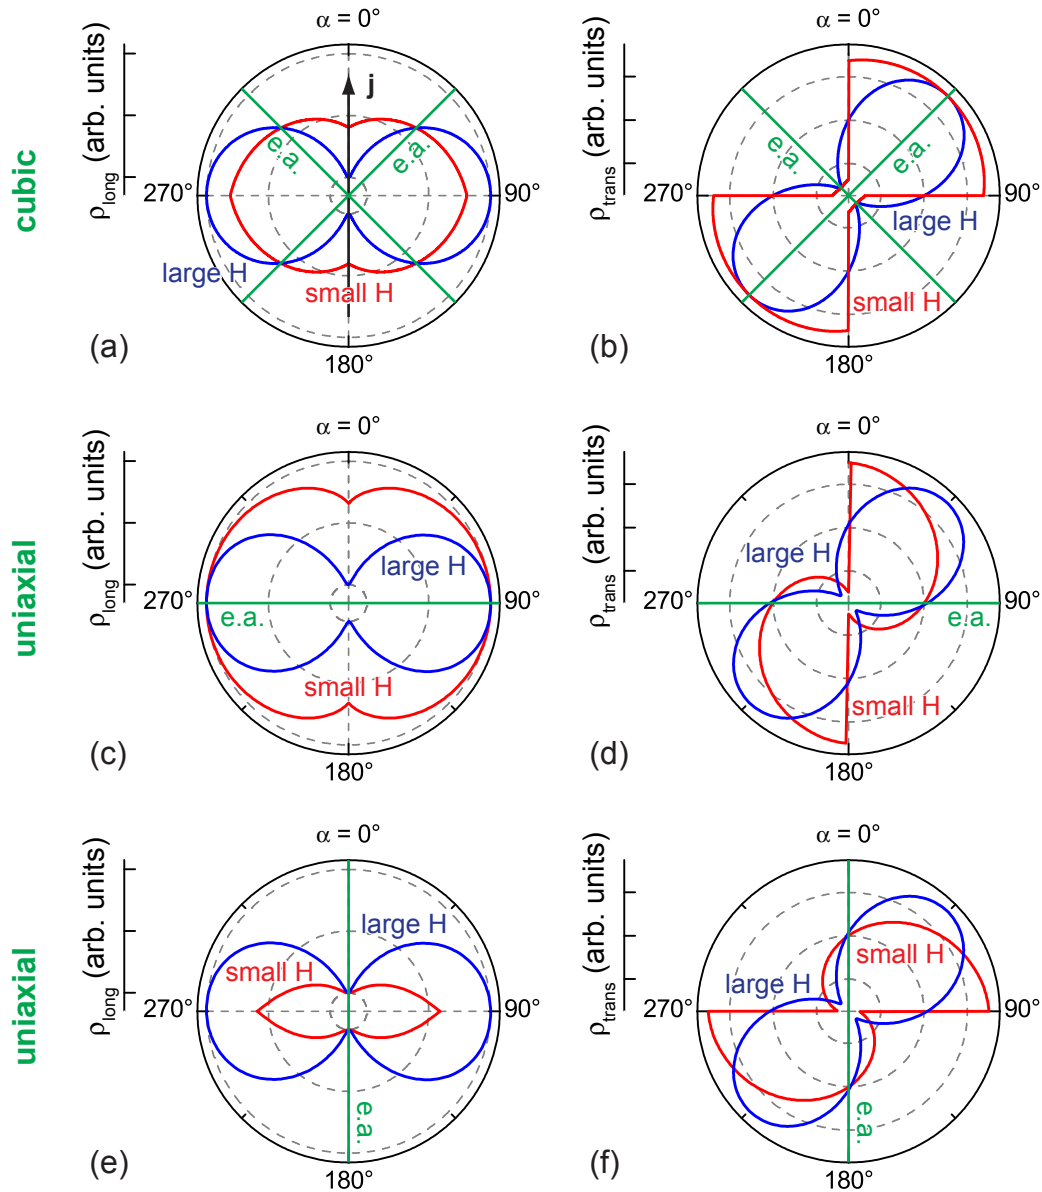 α = 0°
α = 0°
cubic
ρlong (arb. units)
j
e.a.
e.a.
270°
90°
large H
small H
(a)
180°
ρtrans (arb. units)
e.a.
e.a.
270°
90°
large H
small H
(b)
180°
α = 0°
α = 0°
uniaxial
ρlong (arb. units)
large H
270°
90°
e.a.
small H
(c)
180°
ρtrans (arb. units)
large H
270°
90°
e.a.
small H
(d)
180°
α = 0°
α = 0°
uniaxial
ρlong (arb. units)
large H
small H
270°
90°
e.a.
(e)
180°
ρtrans (arb. units)
small H
large H
270°
90°
e.a.
(f)
180°